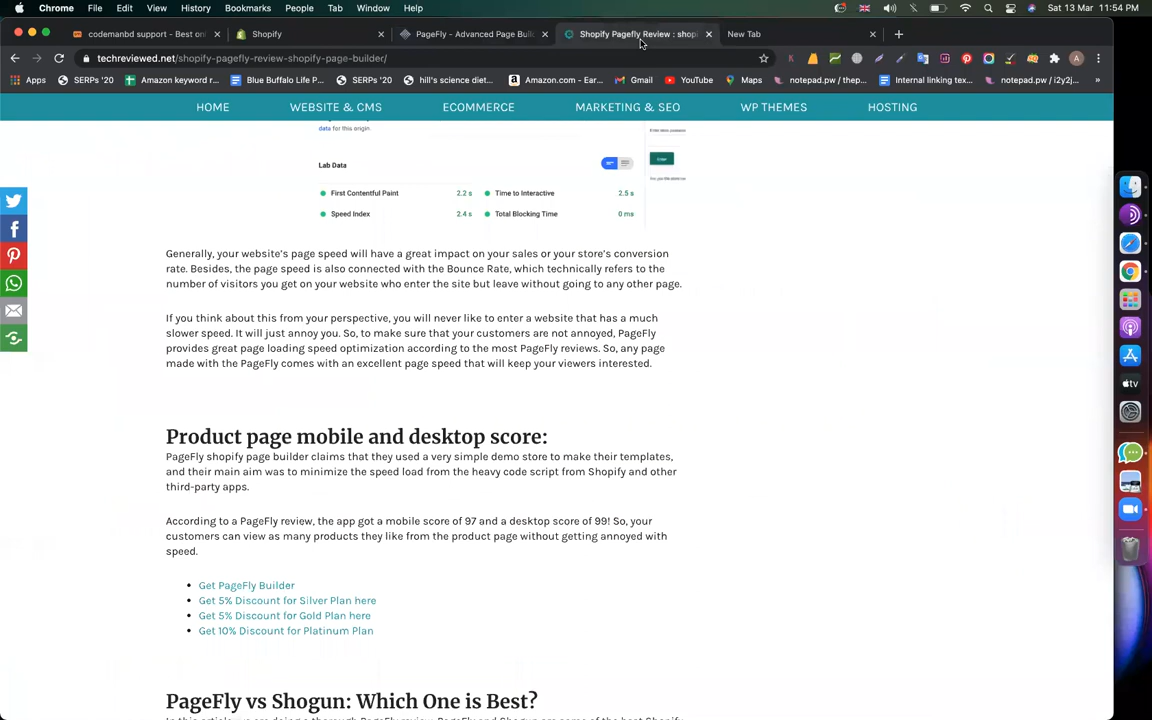 Chrome File Edit View History Bookmarks People Tab Window Help
Sat 13 Mar 11:54 PM
codemanbd support - Best onl
Shopify
PageFly - Advanced Page Buil
Shopify Pagefly Review : shopi
New Tab
techreviewed.net/shopify-pagefly-review-shopify-page-builder/
Apps
SERPs '20
Amazon keyword r...
Blue Buffalo Life P...
SERPs '20
hill's science diet...
Amazon.com - Ear...
Gmail
YouTube
Maps
notepad.pw / thep...
Internal linking tex...
notepad.pw / i2y2j...
HOME
WEBSITE & CMS
ECOMMERCE
MARKETING & SEO
WP THEMES
HOSTING
data for this origin.
Lab Data
Enter
First Contentful Paint 2.2 s
Time to Interactive 2.5 s
Speed Index 2.4 s
Total Blocking Time 0 ms
Generally, your website's page speed will have a great impact on your sales or your store's conversion
rate. Besides, the page speed is also connected with the Bounce Rate, which technically refers to the
number of visitors you get on your website who enter the site but leave without going to any other page.
If you think about this from your perspective, you will never like to enter a website that has a much
slower speed. It will just annoy you. So, to make sure that your customers are not annoyed, PageFly
provides great page loading speed optimization according to the most PageFly reviews. So, any page
made with the PageFly comes with an excellent page speed that will keep your viewers interested.
Product page mobile and desktop score:
PageFly shopify page builder claims that they used a very simple demo store to make their templates,
and their main aim was to minimize the speed load from the heavy code script from Shopify and other
third-party apps.
According to a PageFly review, the app got a mobile score of 97 and a desktop score of 99! So, your
customers can view as many products they like from the product page without getting annoyed with
speed.
Get PageFly Builder
Get 5% Discount for Silver Plan here
Get 5% Discount for Gold Plan here
Get 10% Discount for Platinum Plan
PageFly vs Shogun: Which One is Best?